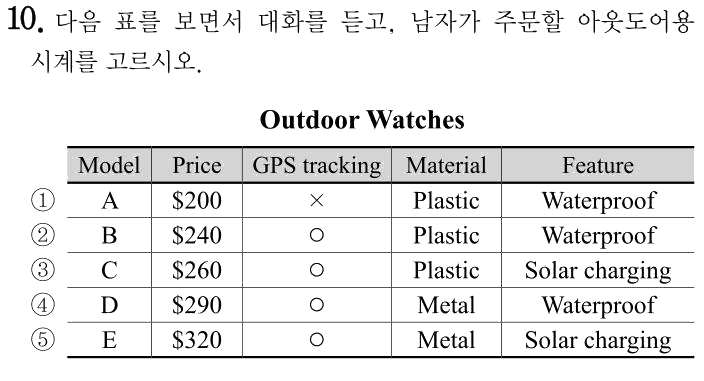 10. 다음 표를 보면서 대화를 듣고, 남자가 주문할 아웃도어용
시계를 고르시오.
Outdoor Watches
Model Price GPS tracking Material Feature
① A $200 × Plastic Waterproof
② B $240 ○ Plastic Waterproof
③ C $260 ○ Plastic Solar charging
④ D $290 ○ Metal Waterproof
⑤ E $320 ○ Metal Solar charging